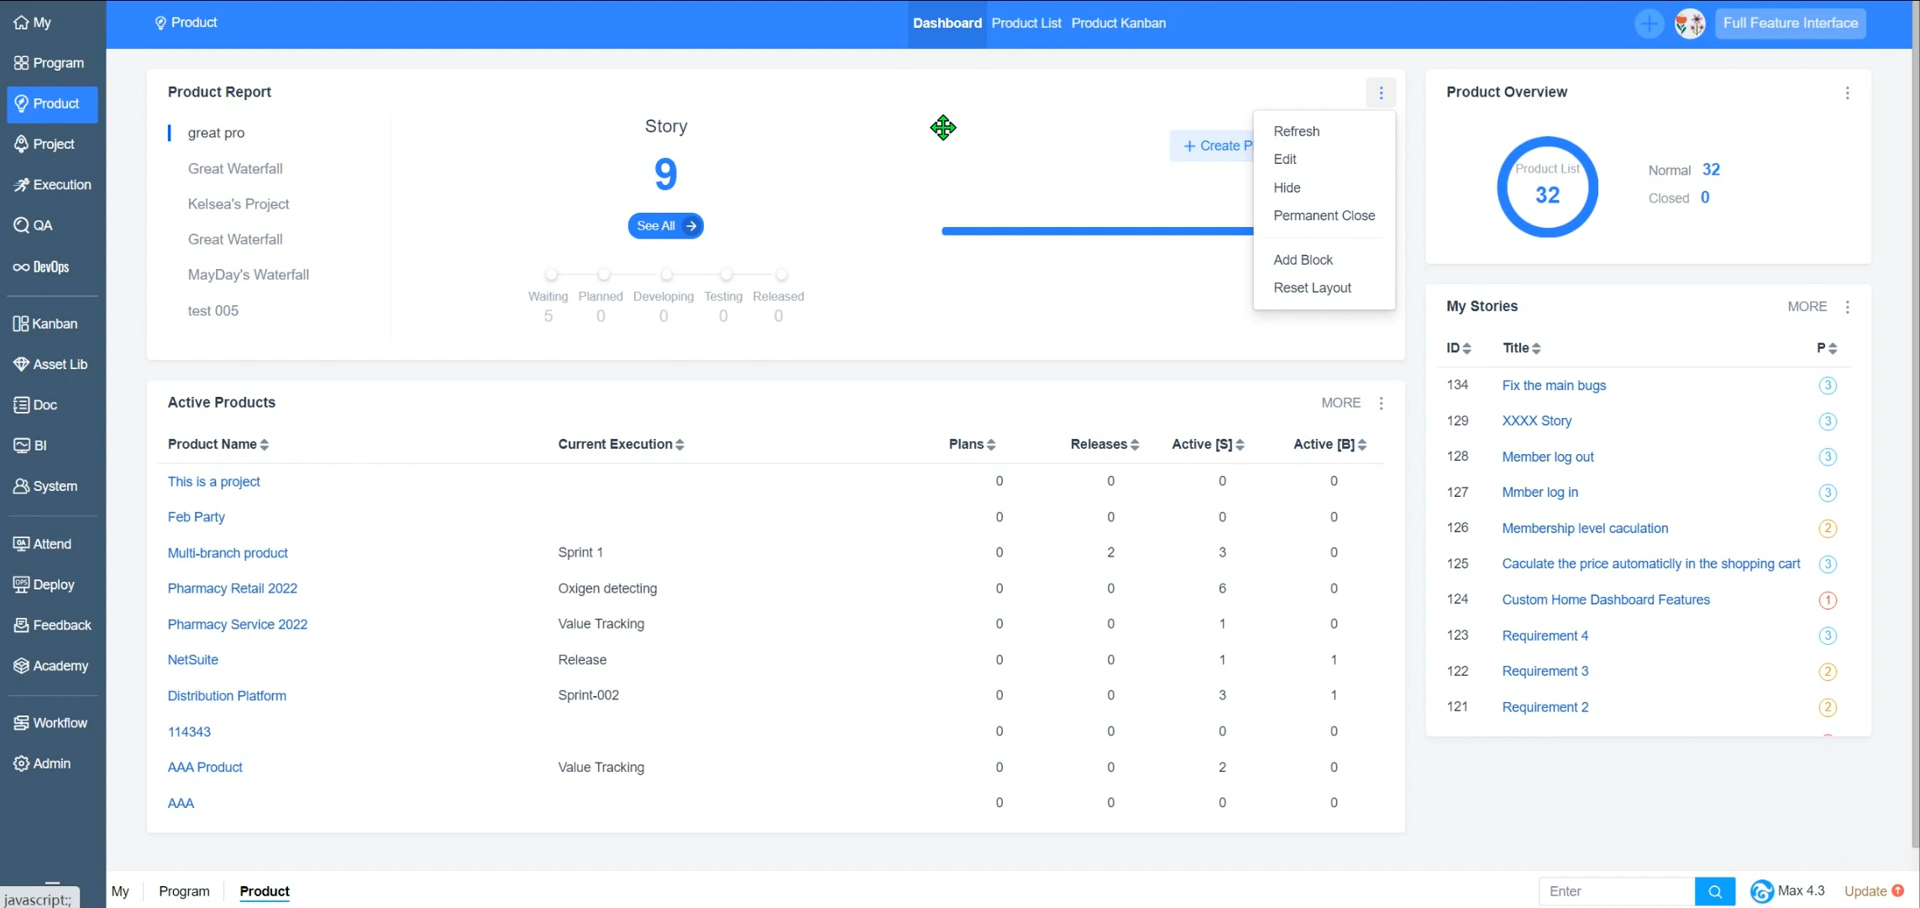 My
Program
Product
Project
Execution
QA
DevOps
Kanban
Asset Lib
Doc
BI
System
Attend
Deploy
Feedback
Academy
Workflow
Admin
javascript:;
Product
Dashboard Product List Product Kanban
Full Feature Interface
Product Report
great pro
Great Waterfall
Kelsea's Project
Great Waterfall
MayDay's Waterfall
test 005
Story
9
See All
Waiting Planned Developing Testing Released
5 0 0 0 0
+ Create P
Refresh
Edit
Hide
Permanent Close
Add Block
Reset Layout
Product Overview
Product List
32
Normal 32
Closed 0
Active Products MORE
Product Name Current Execution Plans Releases Active [S] Active [B]
This is a project 0 0 0 0
Feb Party 0 0 0 0
Multi-branch product Sprint 1 0 2 3 0
Pharmacy Retail 2022 Oxigen detecting 0 0 6 0
Pharmacy Service 2022 Value Tracking 0 0 1 0
NetSuite Release 0 0 1 1
Distribution Platform Sprint-002 0 0 3 1
114343 0 0 0 0
AAA Product Value Tracking 0 0 2 0
AAA 0 0 0 0
My Stories MORE
ID Title P
134 Fix the main bugs 3
129 XXXX Story 3
128 Member log out 3
127 Mmber log in 3
126 Membership level caculation 2
125 Caculate the price automaticlly in the shopping cart 3
124 Custom Home Dashboard Features 1
123 Requirement 4 3
122 Requirement 3 2
121 Requirement 2 2
My Program Product
Enter
Max 4.3 Update